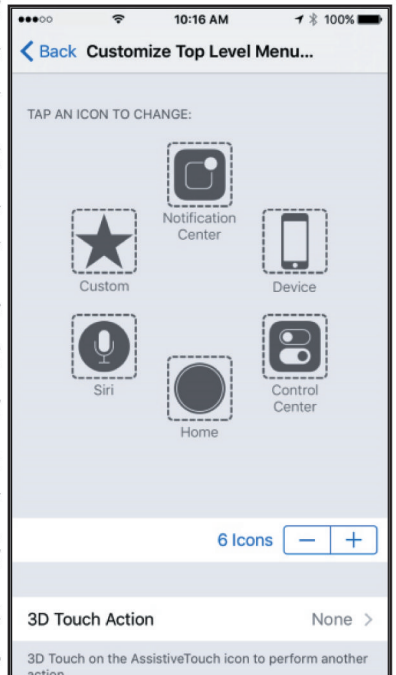 10:16 AM
100%
Back Customize Top Level Menu...
TAP AN ICON TO CHANGE:
Notification
Center
Custom
Device
Siri
Control
Center
Home
6 Icons − +
3D Touch Action None
3D Touch on the AssistiveTouch icon to perform another
action